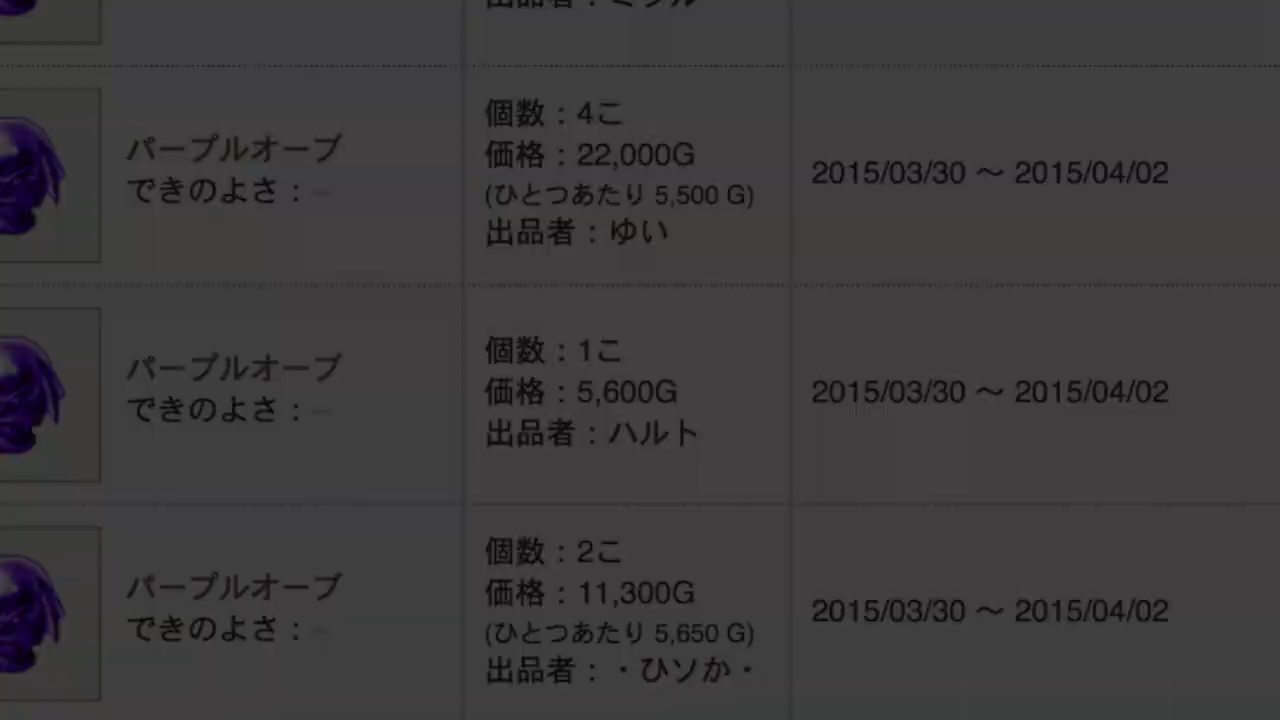 パープルオーブ
できのよさ：–
個数：4こ
価格：22,000G
(ひとつあたり 5,500 G)
出品者：ゆい
2015/03/30 〜 2015/04/02
パープルオーブ
できのよさ：–
個数：1こ
価格：5,600G
出品者：ハルト
2015/03/30 〜 2015/04/02
パープルオーブ
できのよさ：–
個数：2こ
価格：11,300G
(ひとつあたり 5,650 G)
出品者：・ひソか・
2015/03/30 〜 2015/04/02